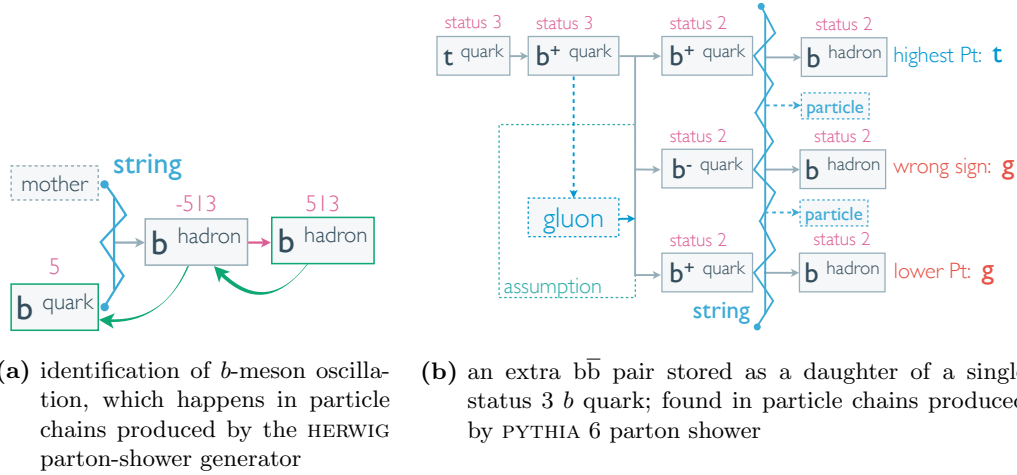 string
mother
-513
513
b hadron
b hadron
5
b quark
(a) identification of b-meson oscilla-
tion, which happens in particle
chains produced by the HERWIG
parton-shower generator
status 3
status 3
status 2
status 2
t quark
b+ quark
b+ quark
b hadron
highest Pt: t
particle
assumption
status 2
status 2
b- quark
b hadron
wrong sign: g
gluon
particle
status 2
status 2
b+ quark
b hadron
lower Pt: g
string
(b) an extra bb̅ pair stored as a daughter of a single
status 3 b quark; found in particle chains produced
by PYTHIA 6 parton shower